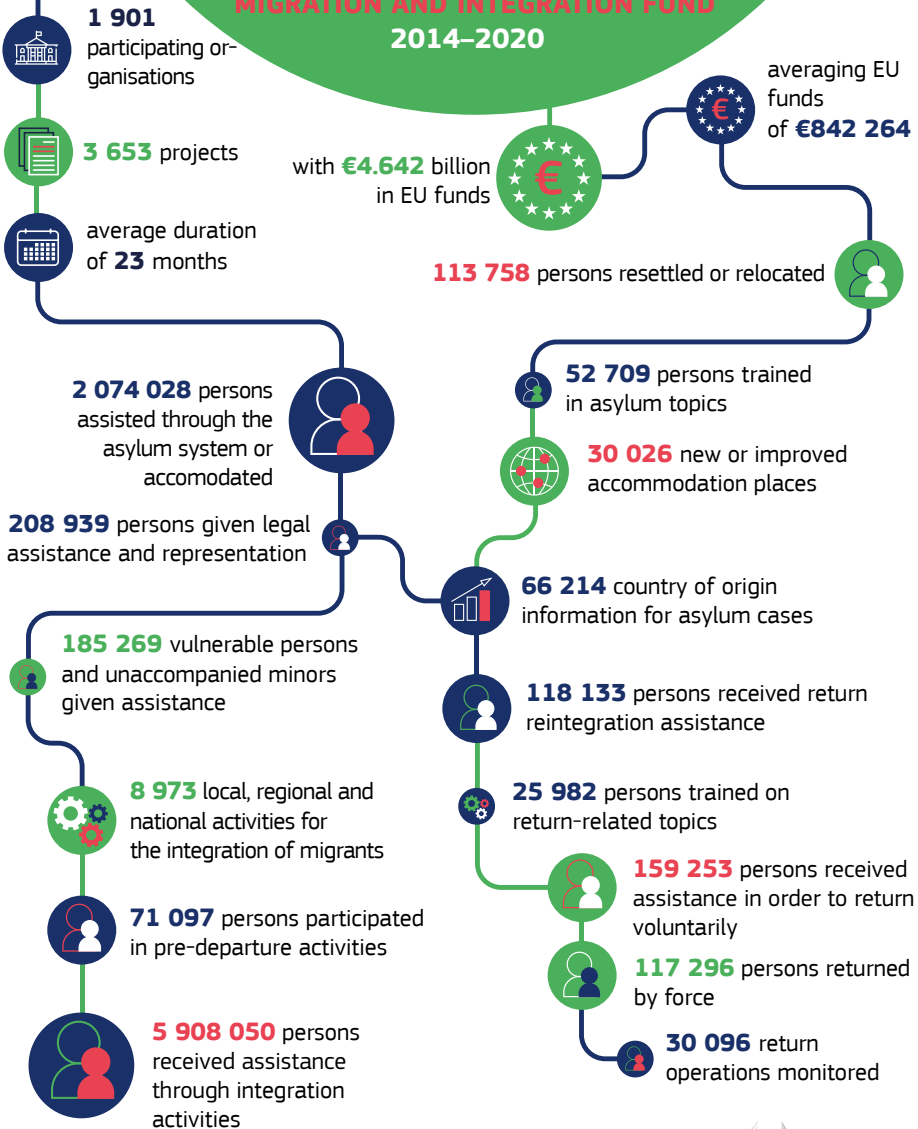 MIGRATION AND INTEGRATION FUND
2014–2020
1 901
participating or-
ganisations
3 653 projects
average duration
of 23 months
with €4.642 billion
in EU funds
€
averaging EU
funds
of €842 264
€
113 758 persons resettled or relocated
2 074 028 persons
assisted through the
asylum system or
accomodated
208 939 persons given legal
assistance and representation
185 269 vulnerable persons
and unaccompanied minors
given assistance
8 973 local, regional and
national activities for
the integration of migrants
71 097 persons participated
in pre-departure activities
5 908 050 persons
received assistance
through integration
activities
52 709 persons trained
in asylum topics
30 026 new or improved
accommodation places
66 214 country of origin
information for asylum cases
118 133 persons received return
reintegration assistance
25 982 persons trained on
return-related topics
159 253 persons received
assistance in order to return
voluntarily
117 296 persons returned
by force
30 096 return
operations monitored